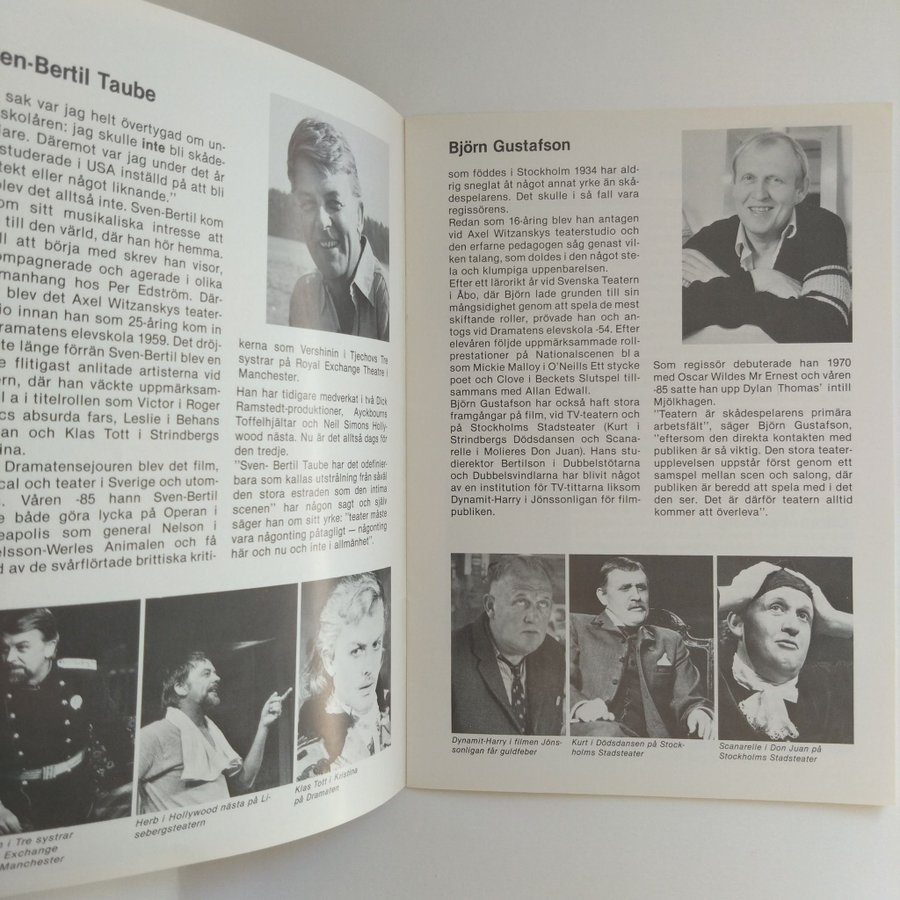 en-Bertil Taube
sak var jag helt övertygad om un-
skolåren: jag skulle inte bli skåde-
are. Däremot var jag under det år
studerade i USA inställd på att bli
tekt eller något liknande."
blev det alltså inte. Sven-Bertil kom
om sitt musikaliska intresse att
till den värld, där han hör hemma.
ll att börja med skrev han visor,
ompagnerade och agerade i olika
manhang hos Per Edström. Där-
blev det Axel Witzanskys teater-
io innan han som 25-åring kom in
ramatens elevskola 1959. Det dröj-
te länge förrän Sven-Bertil blev en
e flitigast anlitade artisterna vid
ern, där han väckte uppmärksam-
l a i titelrollen som Victor i Roger
cs absurda fars, Leslie i Behans
an och Klas Tott i Strindbergs
ina.
Dramatensejouren blev det film,
cal och teater i Sverige och utom-
. Våren -85 hann Sven-Bertil
e både göra lycka på Operan i
eapolis som general Nelson i
elsson-Werles Animalen och få
d av de svårflörtade brittiska kriti-
kerna som Vershinin i Tjechovs Tre
systrar på Royal Exchange Theatre i
Manchester.
Han har tidigare medverkat i två Dick
Ramstedt-produktioner, Ayckbourns
Toffelhjältar och Neil Simons Holly-
wood nästa. Nu är det alltså dags för
den tredje.
"Sven- Bertil Taube har det odefinier-
bara som kallas utstrålning från såväl
den stora estraden som den intima
scenen" har någon sagt och själv
säger han om sitt yrke: "teater måste
vara någonting påtagligt — någonting
här och nu och inte i allmänhet".
e i Tre systrar
Exchange
Manchester
Herb i Hollywood nästa på Li-
sebergsteatern
Klas Tott i Kristina
på Dramaten
Björn Gustafson
som föddes i Stockholm 1934 har ald-
rig sneglat åt något annat yrke än skå-
despelarens. Det skulle i så fall vara
regissörens.
Redan som 16-åring blev han antagen
vid Axel Witzanskys teaterstudio och
den erfarne pedagogen såg genast vil-
ken talang, som doldes i den något ste-
la och klumpiga uppenbarelsen.
Efter ett lärorikt år vid Svenska Teatern
i Åbo, där Björn lade grunden till sin
mångsidighet genom att spela de mest
skiftande roller, prövade han och an-
togs vid Dramatens elevskola -54. Efter
elevåren följde uppmärksammade roll-
prestationer på Nationalscenen bl a
som Mickie Malloy i O'Neills Ett stycke
poet och Clove i Beckets Slutspel till-
sammans med Allan Edwall.
Björn Gustafson har också haft stora
framgångar på film, vid TV-teatern och
på Stockholms Stadsteater (Kurt i
Strindbergs Dödsdansen och Scana-
relle i Molieres Don Juan). Hans stu-
dierektor Bertilson i Dubbelstötarna
och Dubbelsvindlarna har blivit något
av en institution för TV-tittarna liksom
Dynamit-Harry i Jönssonligan för film-
publiken.
Som regissör debuterade han 1970
med Oscar Wildes Mr Ernest och våren
-85 satte han upp Dylan Thomas' intill
Mjölkhagen.
"Teatern är skådespelarens primära
arbetsfält", säger Björn Gustafson,
"eftersom den direkta kontakten med
publiken är så viktig. Den stora teater-
upplevelsen uppstår först genom ett
samspel mellan scen och salong, där
publiken är beredd att spela med i det
den ser. Det är därför teatern alltid
kommer att överleva".
Dynamit-Harry i filmen Jöns-
sonligan får guldfeber
Kurt i Dödsdansen på Stock-
holms Stadsteater
Scanarelle i Don Juan på
Stockholms Stadsteater